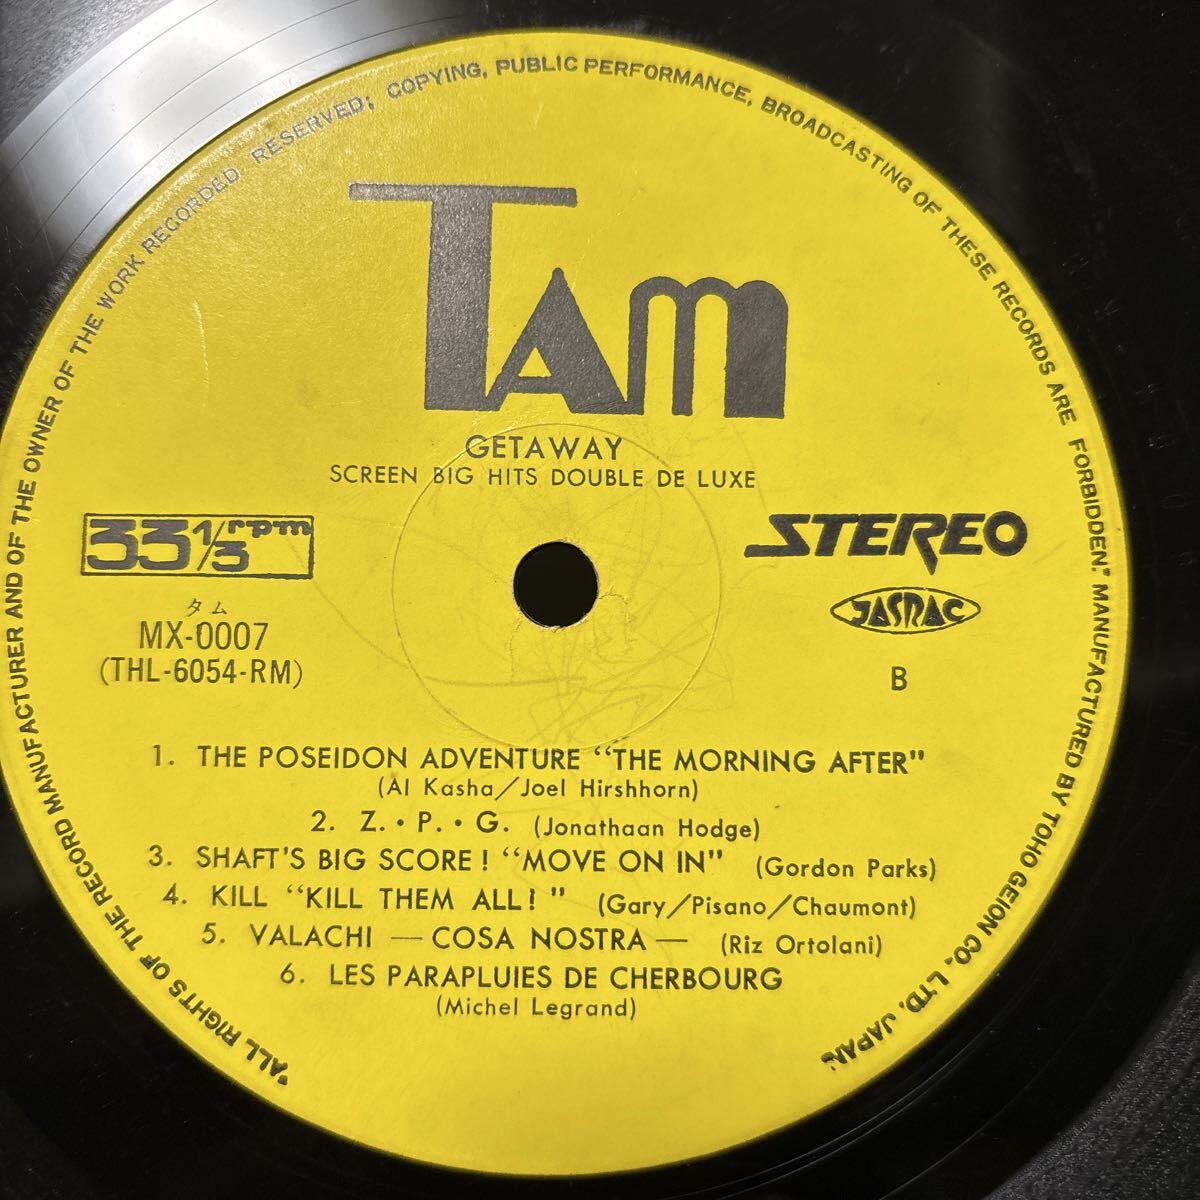 "ALL RIGHTS OF THE RECORD MANUFACTURER AND OF THE OWNER OF THE WORK RECORDED RESERVED; COPYING, PUBLIC PERFORMANCE, BROADCASTING OF THESE RECORDS ARE FORBIDDEN." MANUFACTURED BY TOHO GEION CO., LTD, JAPAN
TAM
GETAWAY
SCREEN BIG HITS DOUBLE DE LUXE
33 1/3 rpm
STEREO
タム
MX-0007
(THL-6054-RM)
JASRAC
B
1. THE POSEIDON ADVENTURE "THE MORNING AFTER"
(Al Kasha/Joel Hirshhorn)
2. Z.・P.・G. (Jonathaan Hodge)
3. SHAFT'S BIG SCORE! "MOVE ON IN" (Gordon Parks)
4. KILL "KILL THEM ALL!" (Gary/Pisano/Chaumont)
5. VALACHI — COSA NOSTRA — (Riz Ortolani)
6. LES PARAPLUIES DE CHERBOURG
(Michel Legrand)